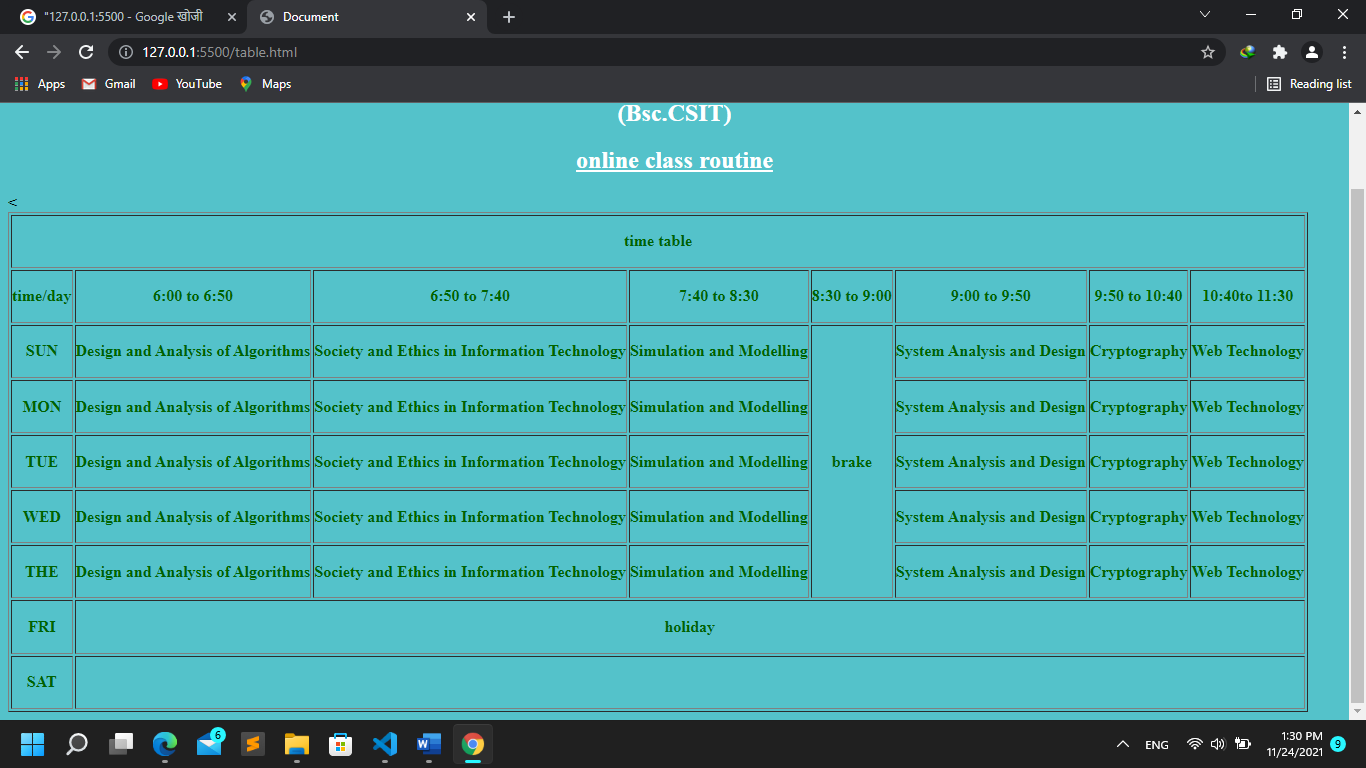 "127.0.0.1:5500 - Google खोजी
Document
127.0.0.1:5500/table.html
Apps Gmail YouTube Maps Reading list
(Bsc.CSIT)
online class routine
<
time table
time/day 6:00 to 6:50 6:50 to 7:40 7:40 to 8:30 8:30 to 9:00 9:00 to 9:50 9:50 to 10:40 10:40to 11:30
SUN Design and Analysis of Algorithms Society and Ethics in Information Technology Simulation and Modelling System Analysis and Design Cryptography Web Technology
MON Design and Analysis of Algorithms Society and Ethics in Information Technology Simulation and Modelling System Analysis and Design Cryptography Web Technology
TUE Design and Analysis of Algorithms Society and Ethics in Information Technology Simulation and Modelling brake System Analysis and Design Cryptography Web Technology
WED Design and Analysis of Algorithms Society and Ethics in Information Technology Simulation and Modelling System Analysis and Design Cryptography Web Technology
THE Design and Analysis of Algorithms Society and Ethics in Information Technology Simulation and Modelling System Analysis and Design Cryptography Web Technology
FRI holiday
SAT
6
ENG
1:30 PM
11/24/2021
9